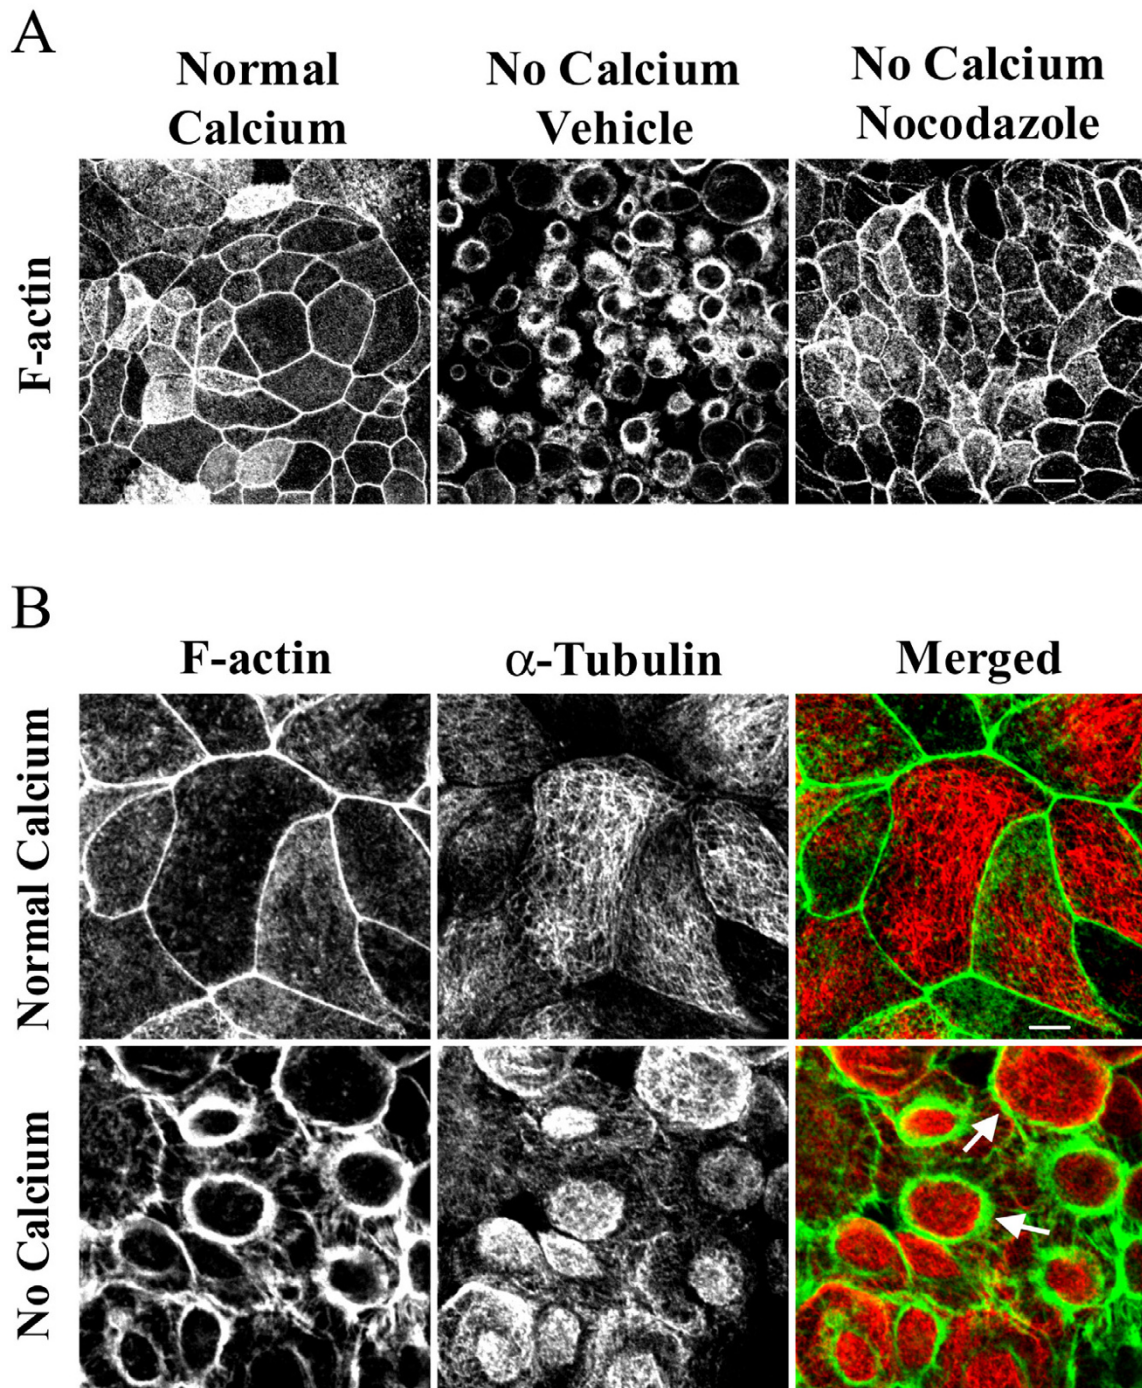 A
Normal
Calcium
No Calcium
Vehicle
No Calcium
Nocodazole
F-actin
B
F-actin
α-Tubulin
Merged
Normal Calcium
No Calcium